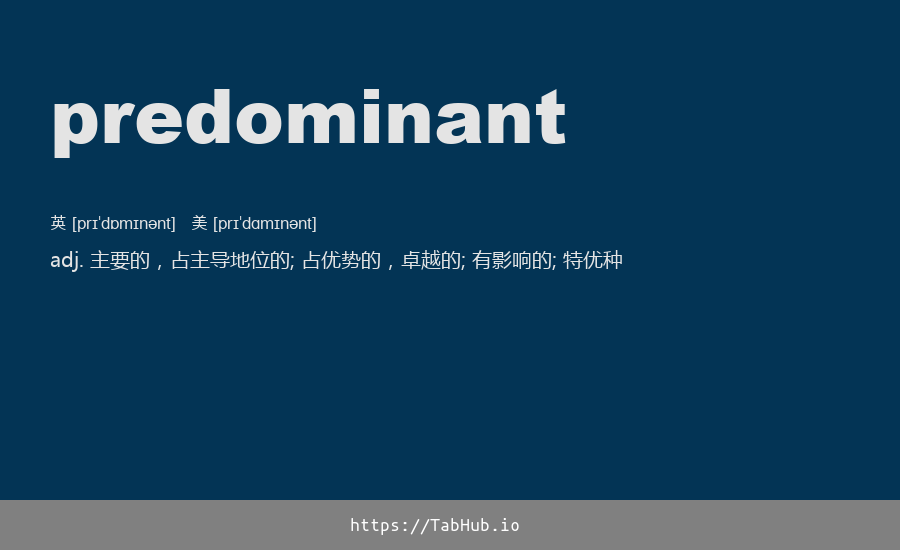 predominant
英 [prɪˈdɒmɪnənt] 美 [prɪˈdɑmɪnənt]
adj. 主要的，占主导地位的; 占优势的，卓越的; 有影响的; 特优种
https://TabHub.io